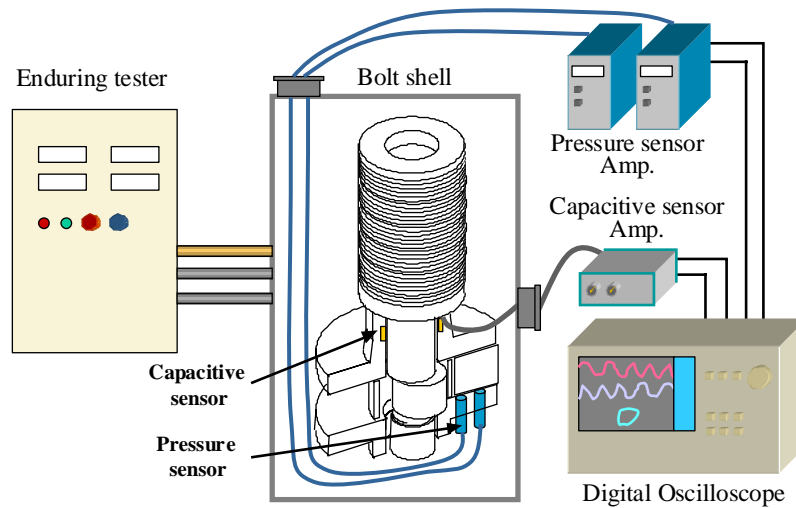 Enduring tester
Bolt shell
Pressure sensor
Amp.
Capacitive sensor
Amp.
Capacitive
sensor
Pressure
sensor
Digital Oscilloscope